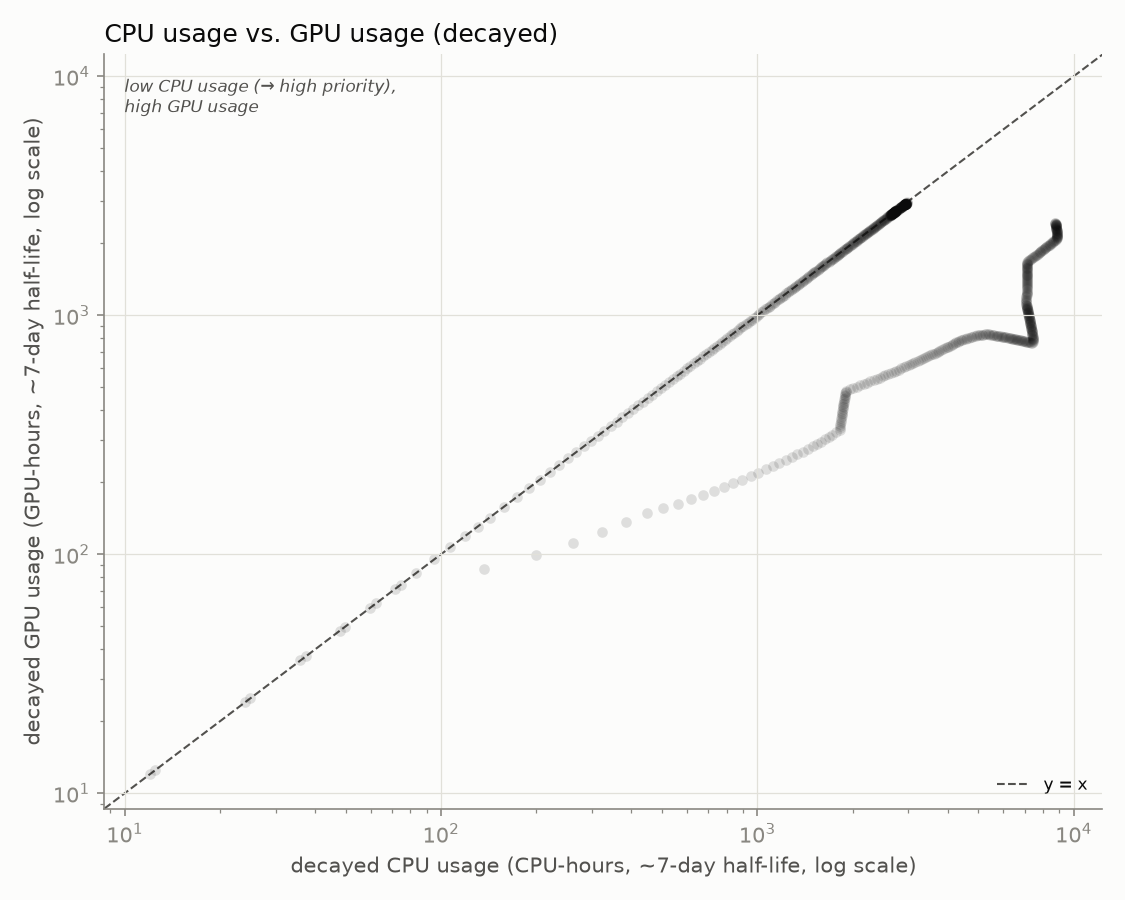 CPU usage vs. GPU usage (decayed)
low CPU usage (→ high priority),
high GPU usage
decayed GPU usage (GPU-hours, ~7-day half-life, log scale)
10⁴
10³
10²
10¹
y = x
10¹ 10² 10³ 10⁴
decayed CPU usage (CPU-hours, ~7-day half-life, log scale)